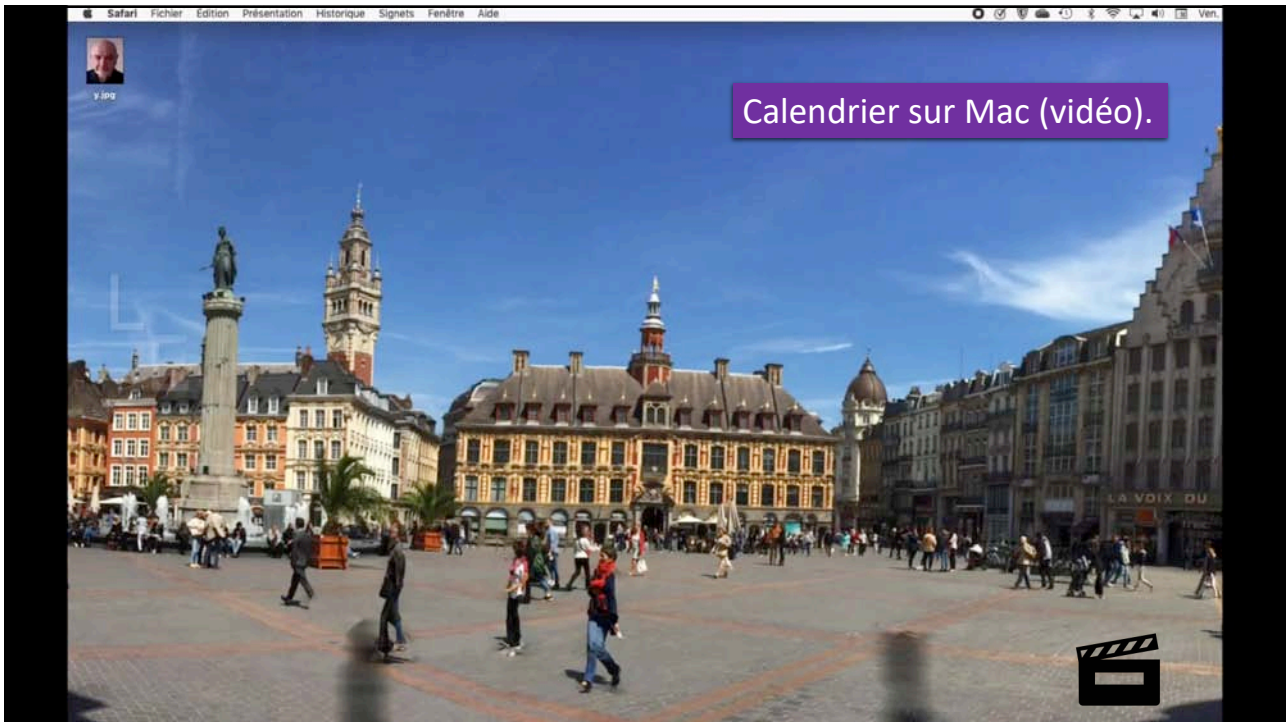 Safari Fichier Édition Présentation Historique Signets Fenêtre Aide
Ven.
y.jpg
Calendrier sur Mac (vidéo).
LA VOIX DU